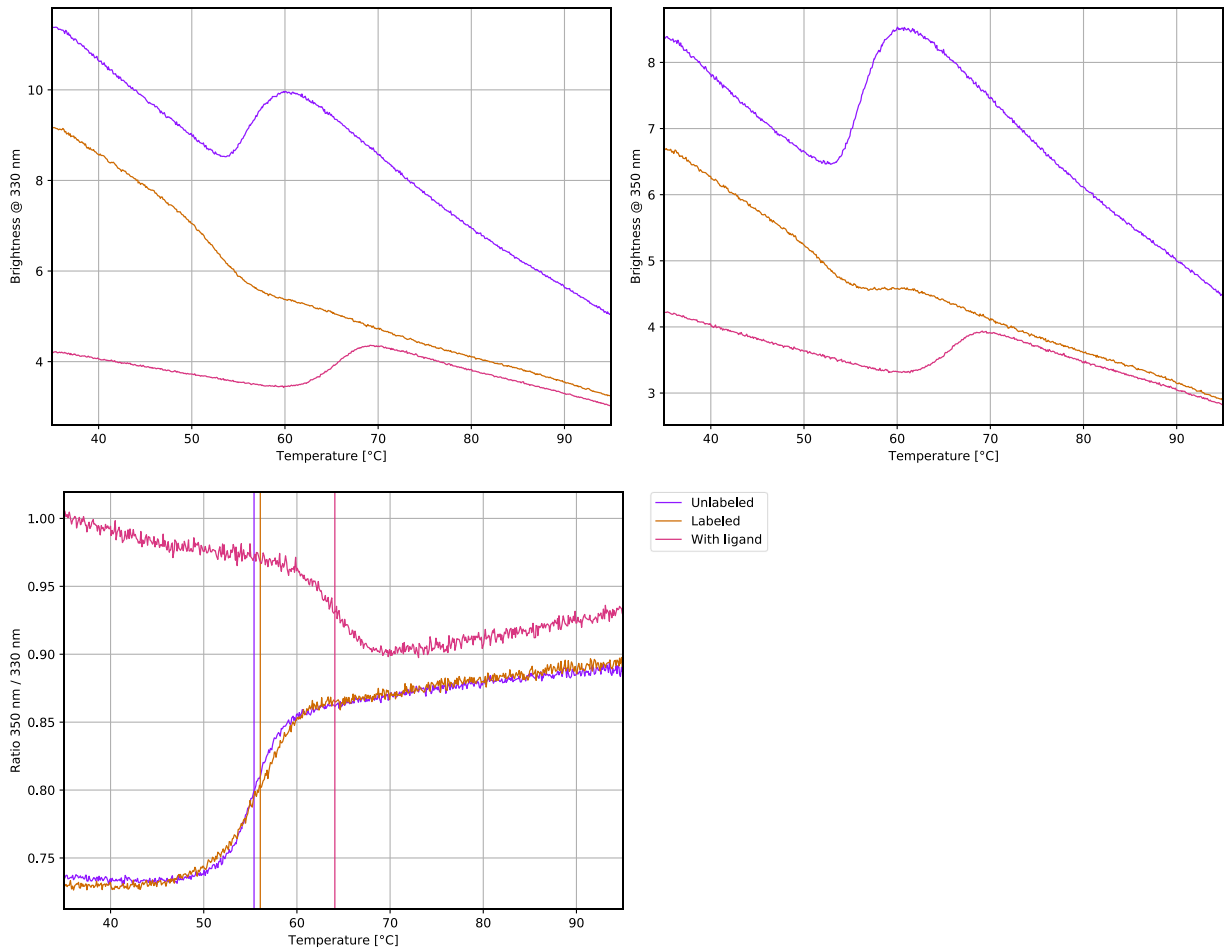 Brightness @ 330 nm
10
8
6
4
40 50 60 70 80 90
Temperature [°C]
Brightness @ 350 nm
8
7
6
5
4
3
40 50 60 70 80 90
Temperature [°C]
Ratio 350 nm / 330 nm
1.00
0.95
0.90
0.85
0.80
0.75
40 50 60 70 80 90
Temperature [°C]
Unlabeled
Labeled
With ligand